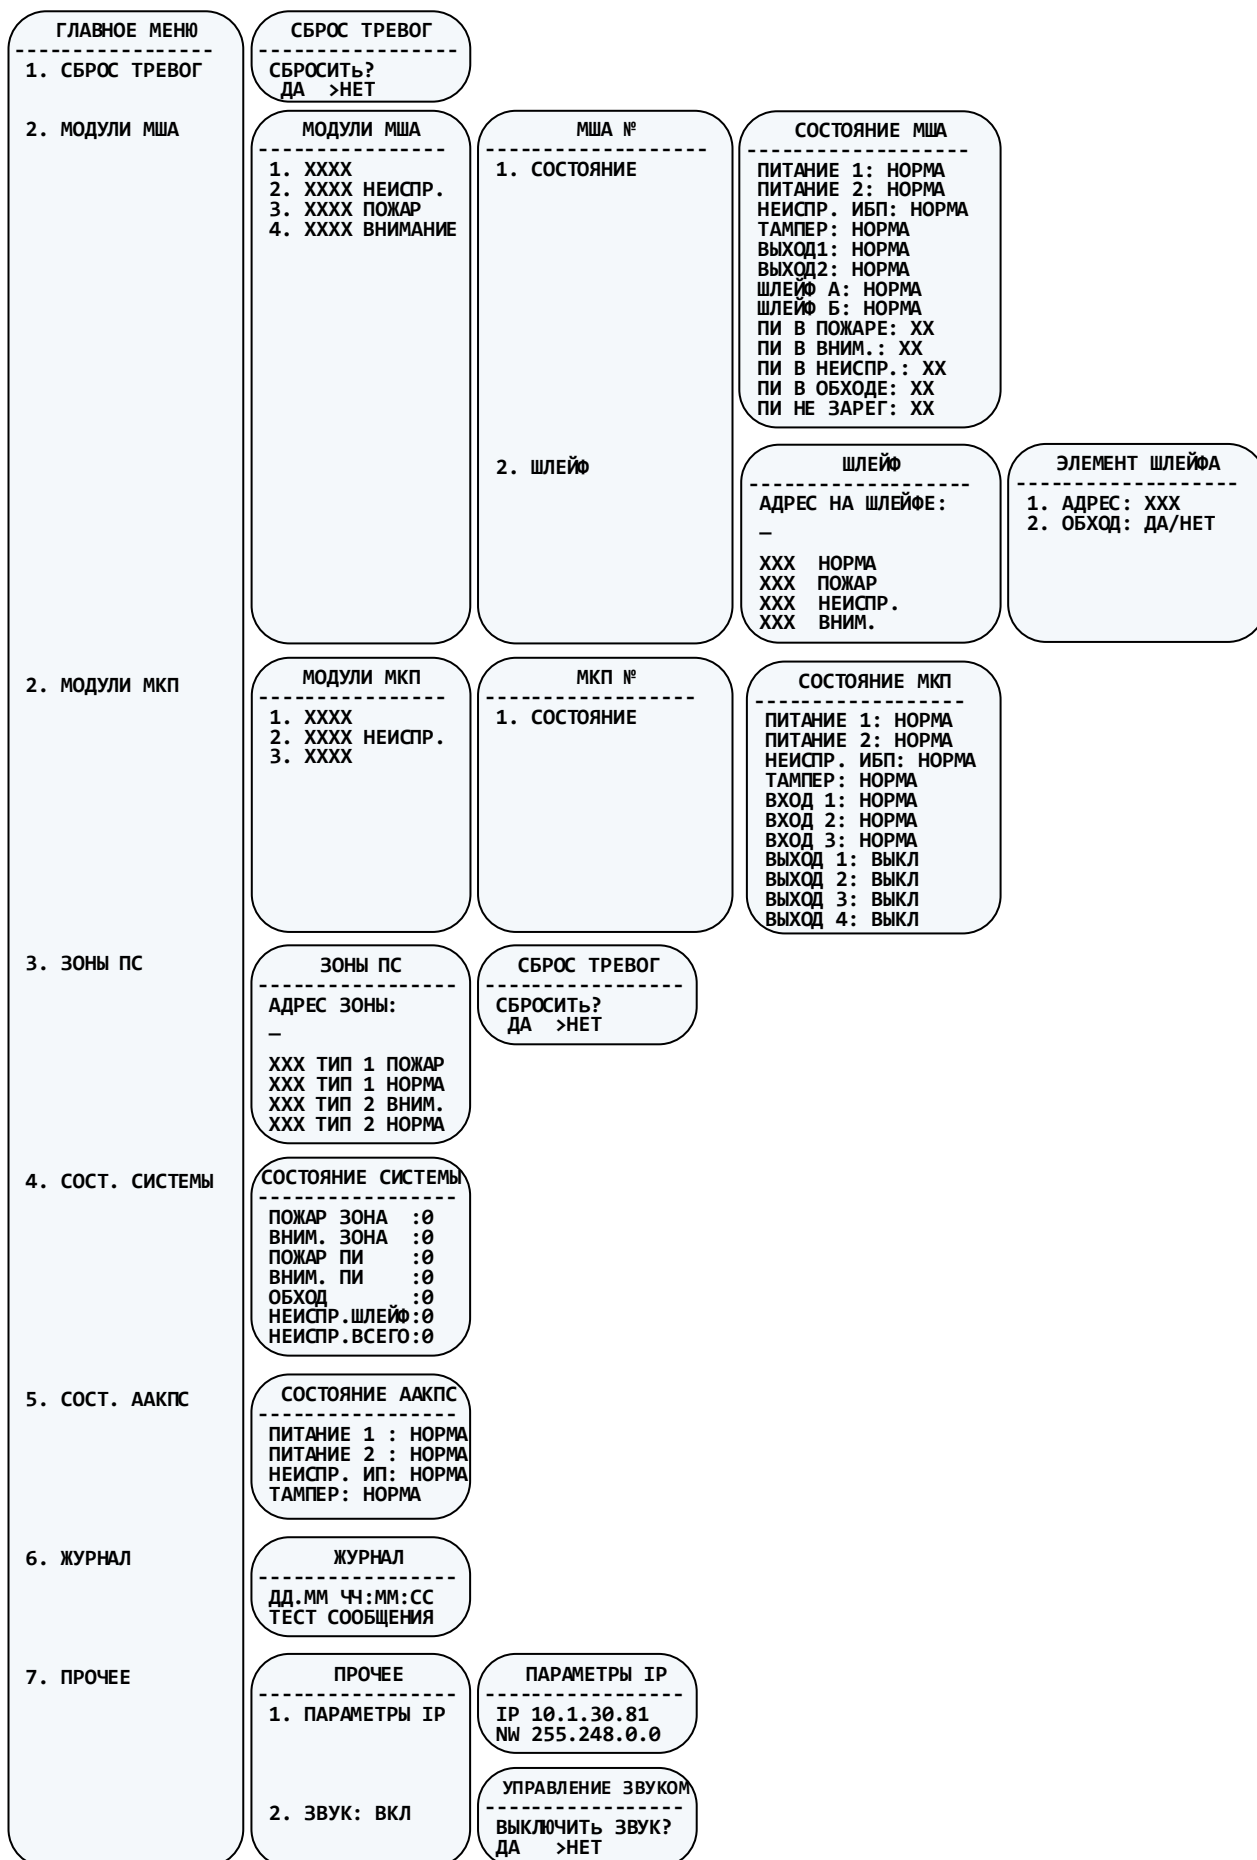 ГЛАВНОЕ МЕНЮ
-----------------
1. СБРОС ТРЕВОГ
СБРОС ТРЕВОГ
-----------------
СБРОСИТЬ?
ДА >НЕТ
2. МОДУЛИ МША
МОДУЛИ МША
----------------
1. XXXX
2. XXXX НЕИСПР.
3. XXXX ПОЖАР
4. XXXX ВНИМАНИЕ
МША №
-------------------
1. СОСТОЯНИЕ
СОСТОЯНИЕ МША
-------------------
ПИТАНИЕ 1: НОРМА
ПИТАНИЕ 2: НОРМА
НЕИСПР. ИБП: НОРМА
ТАМПЕР: НОРМА
ВЫХОД1: НОРМА
ВЫХОД2: НОРМА
ШЛЕЙФ А: НОРМА
ШЛЕЙФ Б: НОРМА
ПИ В ПОЖАРЕ: XX
ПИ В ВНИМ.: XX
ПИ В НЕИСПР.: XX
ПИ В ОБХОДЕ: XX
ПИ НЕ ЗАРЕГ: XX
2. ШЛЕЙФ
ШЛЕЙФ
-------------------
АДРЕС НА ШЛЕЙФЕ:
_
XXX НОРМА
XXX ПОЖАР
XXX НЕИСПР.
XXX ВНИМ.
ЭЛЕМЕНТ ШЛЕЙФА
-------------------
1. АДРЕС: XXX
2. ОБХОД: ДА/НЕТ
2. МОДУЛИ МКП
МОДУЛИ МКП
----------------
1. XXXX
2. XXXX НЕИСПР.
3. XXXX
МКП №
------------------
1. СОСТОЯНИЕ
СОСТОЯНИЕ МКП
------------------
ПИТАНИЕ 1: НОРМА
ПИТАНИЕ 2: НОРМА
НЕИСПР. ИБП: НОРМА
ТАМПЕР: НОРМА
ВХОД 1: НОРМА
ВХОД 2: НОРМА
ВХОД 3: НОРМА
ВЫХОД 1: ВЫКЛ
ВЫХОД 2: ВЫКЛ
ВЫХОД 3: ВЫКЛ
ВЫХОД 4: ВЫКЛ
3. ЗОНЫ ПС
ЗОНЫ ПС
-----------------
АДРЕС ЗОНЫ:
_
XXX ТИП 1 ПОЖАР
XXX ТИП 1 НОРМА
XXX ТИП 2 ВНИМ.
XXX ТИП 2 НОРМА
СБРОС ТРЕВОГ
-----------------
СБРОСИТЬ?
ДА >НЕТ
4. СОСТ. СИСТЕМЫ
СОСТОЯНИЕ СИСТЕМЫ
-----------------
ПОЖАР ЗОНА :0
ВНИМ. ЗОНА :0
ПОЖАР ПИ :0
ВНИМ. ПИ :0
ОБХОД :0
НЕИСПР.ШЛЕЙФ:0
НЕИСПР.ВСЕГО:0
5. СОСТ. ААКПС
СОСТОЯНИЕ ААКПС
-----------------
ПИТАНИЕ 1 : НОРМА
ПИТАНИЕ 2 : НОРМА
НЕИСПР. ИП: НОРМА
ТАМПЕР: НОРМА
6. ЖУРНАЛ
ЖУРНАЛ
-----------------
ДД.ММ ЧЧ:ММ:СС
ТЕСТ СООБЩЕНИЯ
7. ПРОЧЕЕ
ПРОЧЕЕ
-----------------
1. ПАРАМЕТРЫ IP
ПАРАМЕТРЫ IP
-----------------
IP 10.1.30.81
NW 255.248.0.0
2. ЗВУК: ВКЛ
УПРАВЛЕНИЕ ЗВУКОМ
-----------------
ВЫКЛЮЧИТЬ ЗВУК?
ДА >НЕТ